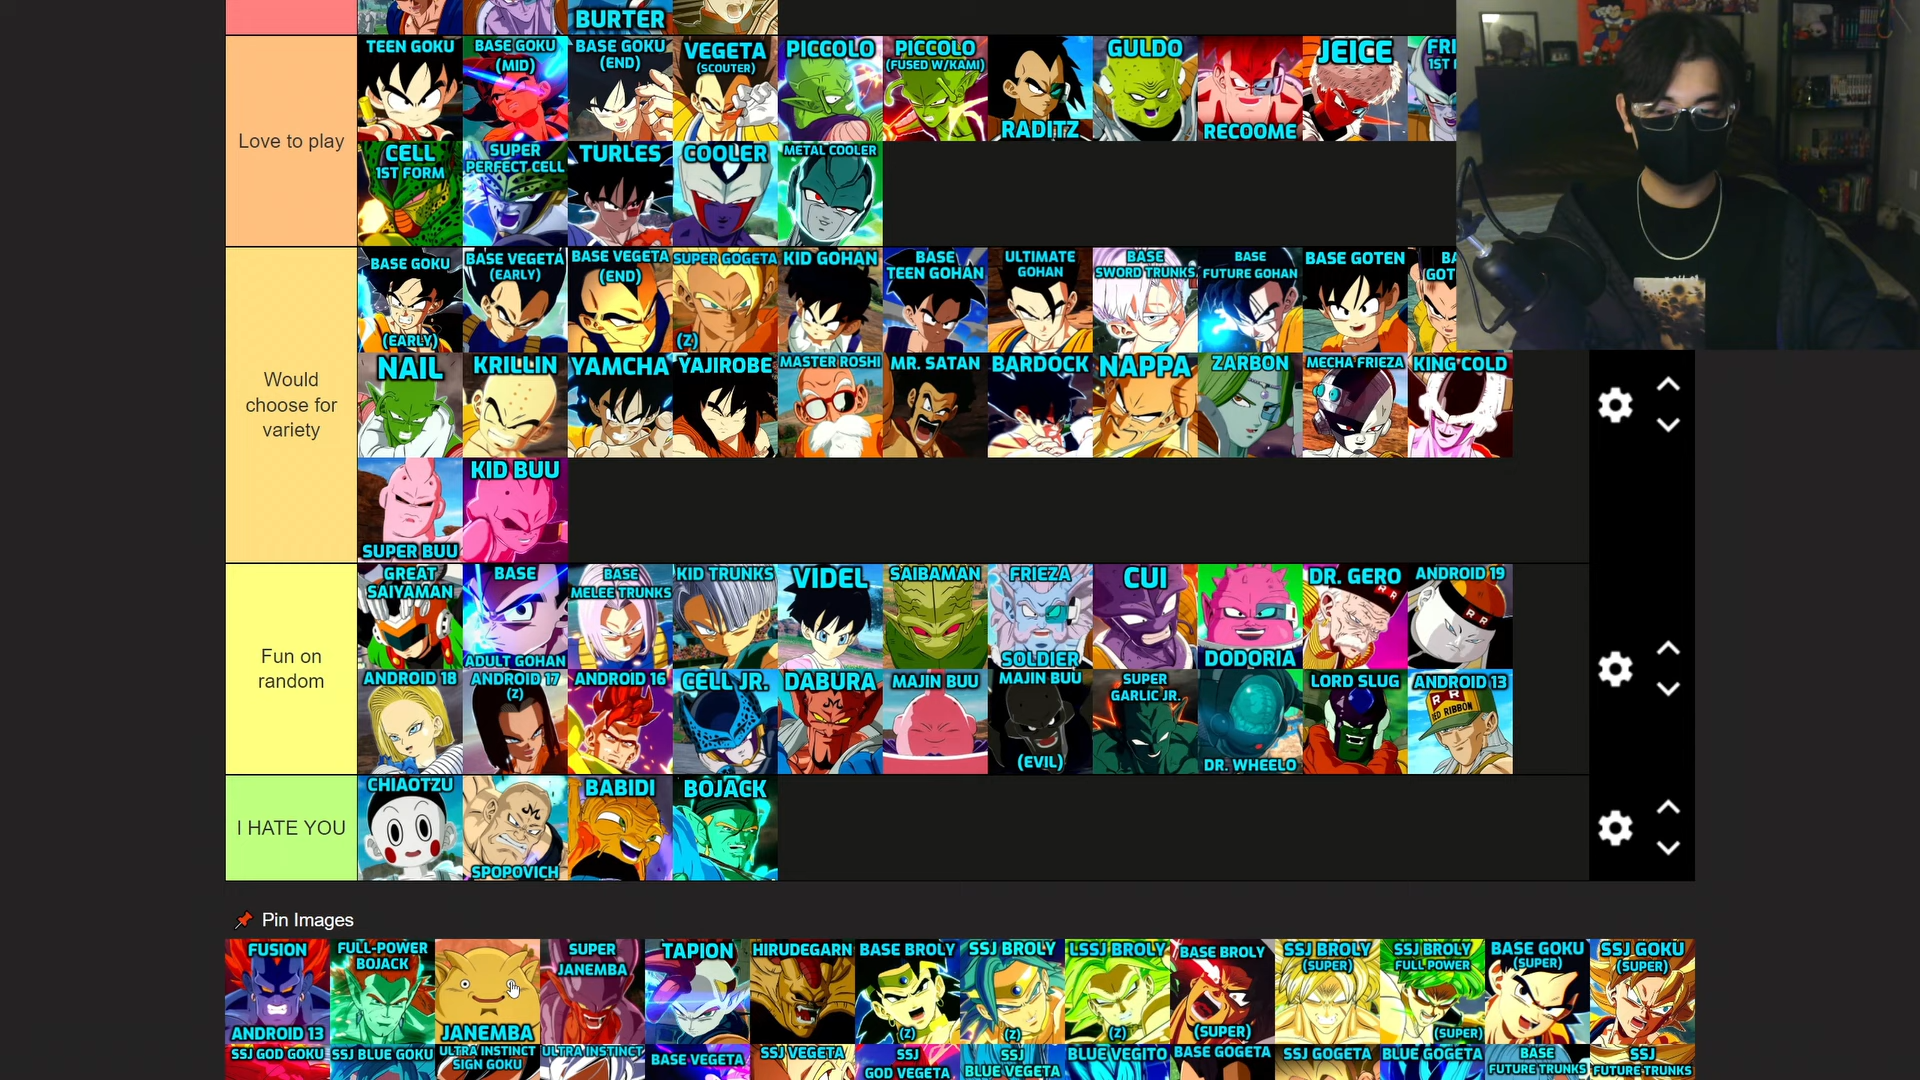 BURTER
Love to play
TEEN GOKU
BASE GOKU
(MID)
BASE GOKU
(END)
VEGETA
(SCOUTER)
PICCOLO
PICCOLO
(FUSED W/KAMI)
RADITZ
GULDO
RECOOME
JEICE
FRI
1ST
CELL
1ST FORM
SUPER
PERFECT CELL
TURLES
COOLER
METAL COOLER
Would
choose for
variety
BASE GOKU
(EARLY)
BASE VEGETA
(EARLY)
BASE VEGETA
(END)
SUPER GOGETA
(Z)
KID GOHAN
BASE
TEEN GOHAN
ULTIMATE
GOHAN
BASE
SWORD TRUNKS
BASE
FUTURE GOHAN
BASE GOTEN
BA
(GOT
NAIL
KRILLIN
YAMCHA
YAJIROBE
MASTER ROSHI
MR. SATAN
BARDOCK
NAPPA
ZARBON
MECHA FRIEZA
KING COLD
SUPER BUU
KID BUU
Fun on
random
GREAT
SAIYAMAN
BASE
ADULT GOHAN
BASE
MELEE TRUNKS
KID TRUNKS
VIDEL
SAIBAMAN
FRIEZA
SOLDIER
CUI
DODORIA
DR. GERO
R R
ANDROID 19
R R
ANDROID 18
ANDROID 17
(Z)
ANDROID 16
CELL JR.
DABURA
MAJIN BUU
MAJIN BUU
(EVIL)
SUPER
GARLIC JR.
DR. WHEELO
LORD SLUG
ANDROID 13
R R
RED RIBBON
I HATE YOU
CHIAOTZU
SPOPOVICH
BABIDI
BOJACK
Pin Images
FUSION
ANDROID 13
FULL-POWER
BOJACK
JANEMBA
SUPER
JANEMBA
TAPION
HIRUDEGARN
BASE BROLY
(Z)
SSJ BROLY
(Z)
LSSJ BROLY
(Z)
BASE BROLY
(SUPER)
SSJ BROLY
(SUPER)
SSJ BROLY
FULL POWER
(SUPER)
BASE GOKU
(SUPER)
SSJ GOKU
(SUPER)
SSJ GOD GOKU
SSJ BLUE GOKU
ULTRA INSTINCT
SIGN GOKU
ULTRA INSTINCT
BASE VEGETA
SSJ VEGETA
SSJ
GOD VEGETA
SSJ
BLUE VEGETA
BLUE VEGITO
BASE GOGETA
SSJ GOGETA
BLUE GOGETA
BASE
FUTURE TRUNKS
SSJ
FUTURE TRUNKS